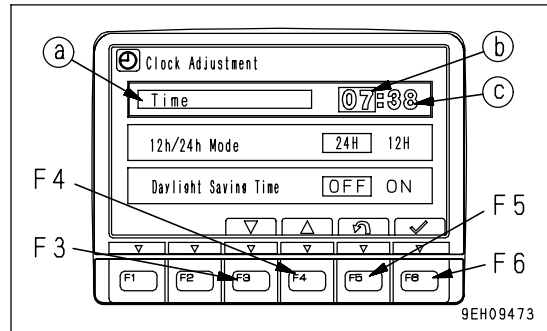 a
b
c
Clock Adjustment
Time 07:38
12h/24h Mode 24H 12H
Daylight Saving Time OFF ON
F4
F3
F5
F6
F1 F2 F3 F4 F5 F6
9EH09473